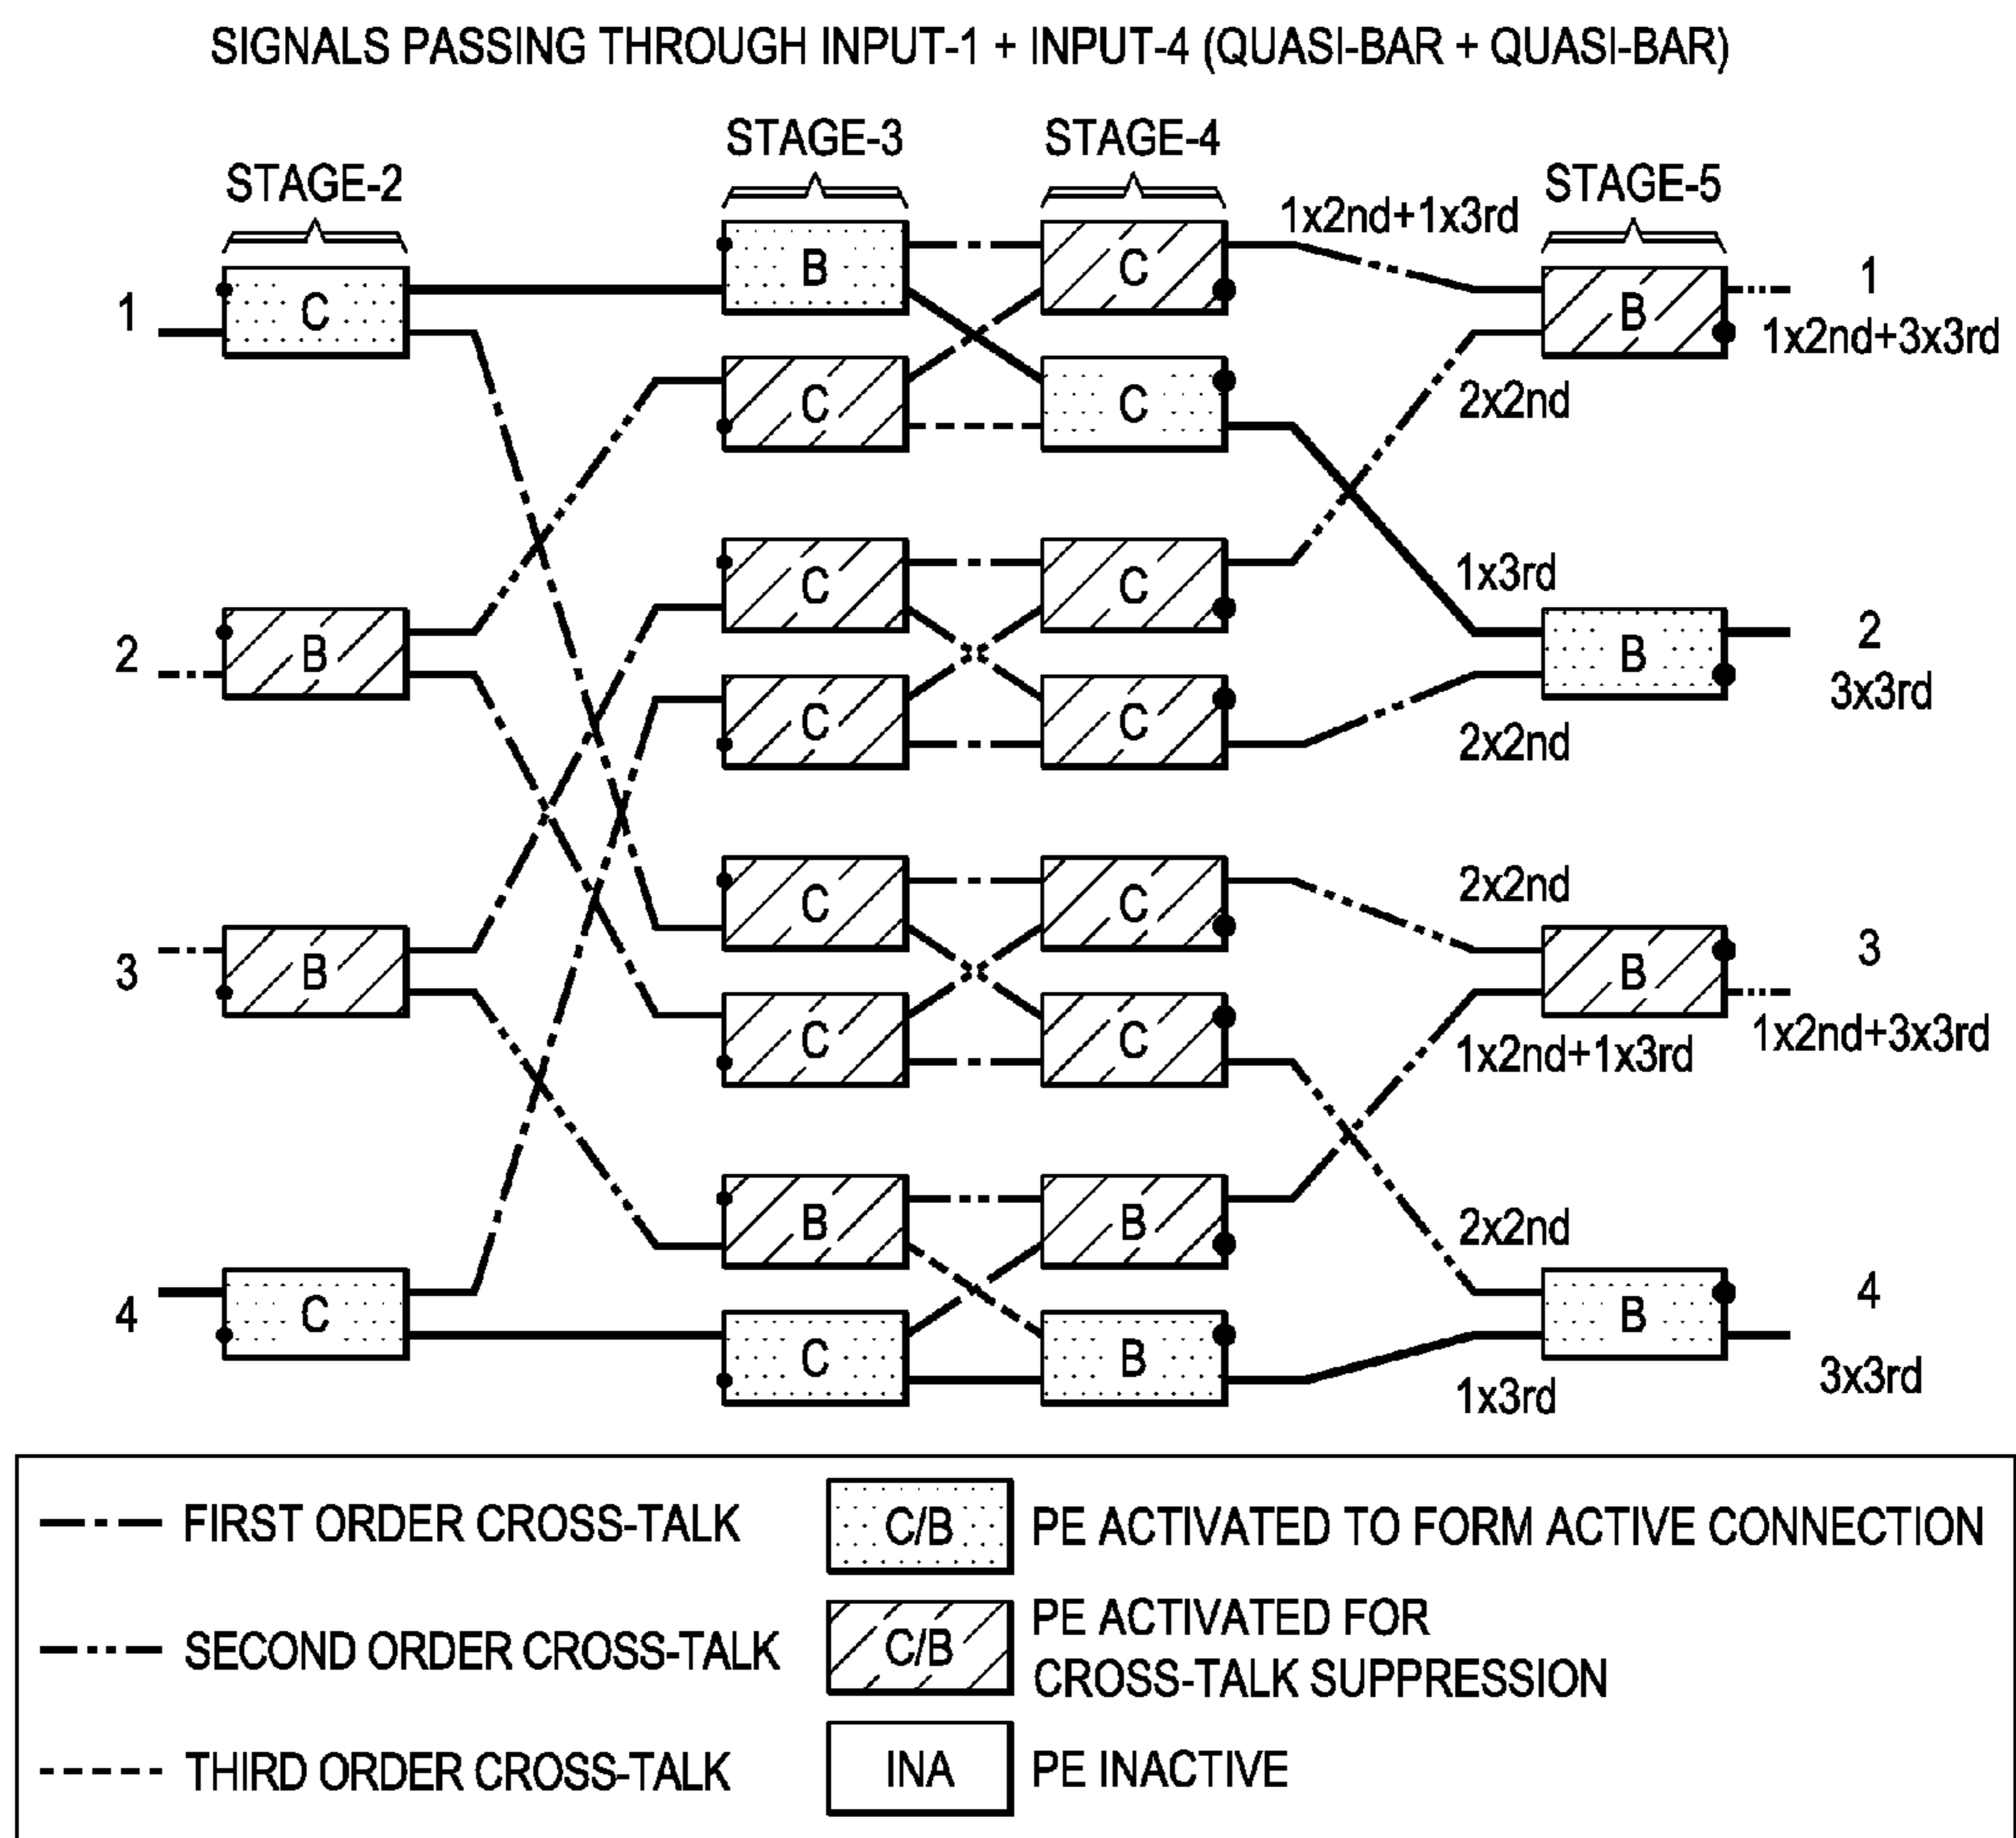 SIGNALS PASSING THROUGH INPUT-1 + INPUT-4 (QUASI-BAR + QUASI-BAR)
STAGE-2
STAGE-3
STAGE-4
STAGE-5
1
C
B
C
1x2nd+1x3rd
B
1
1x2nd+3x3rd
C
C
2x2nd
2
B
C
C
1x3rd
B
2
3x3rd
C
C
2x2nd
3
B
C
C
2x2nd
B
3
1x2nd+3x3rd
C
C
1x2nd+1x3rd
4
C
B
B
2x2nd
B
4
3x3rd
C
B
1x3rd
FIRST ORDER CROSS-TALK
C/B
PE ACTIVATED TO FORM ACTIVE CONNECTION
SECOND ORDER CROSS-TALK
C/B
PE ACTIVATED FOR
CROSS-TALK SUPPRESSION
THIRD ORDER CROSS-TALK
INA
PE INACTIVE